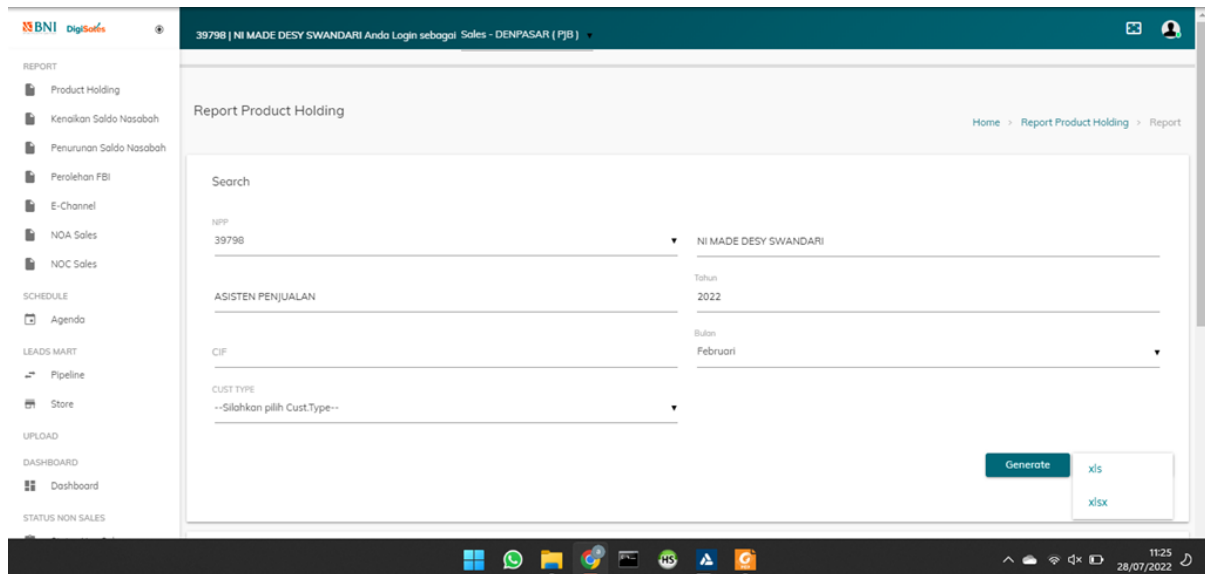 BNI DigiSales
39798 | NI MADE DESY SWANDARI Anda Login sebagai Sales - DENPASAR ( PJB )
REPORT
Product Holding
Kenaikan Saldo Nasabah
Penurunan Saldo Nasabah
Perolehan FBI
E-Channel
NOA Sales
NOC Sales
SCHEDULE
Agenda
LEADS MART
Pipeline
Store
UPLOAD
DASHBOARD
Dashboard
STATUS NON SALES
Report Product Holding
Home > Report Product Holding > Report
Search
NPP
39798
NI MADE DESY SWANDARI
ASISTEN PENJUALAN
Tahun
2022
CIF
Bulan
Februari
CUST TYPE
--Silahkan pilih Cust.Type--
Generate
xls
xlsx
HS
11:25
28/07/2022